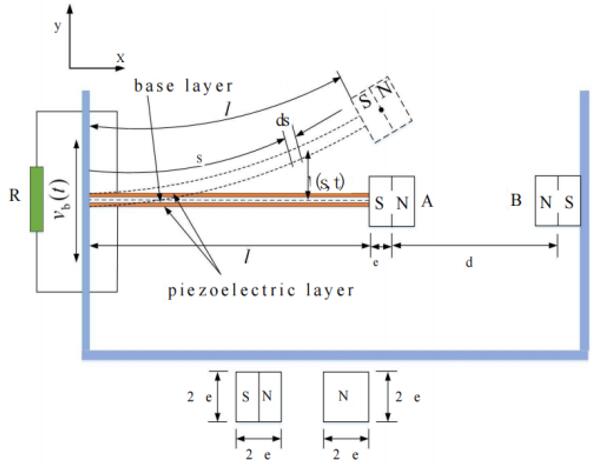 y
x
base layer
l
S N
ds
s
(s,t)
R
v_b(t)
S N A
B N S
l
e
d
piezoelectric layer
2 e
S N
N
2 e
2 e
2 e